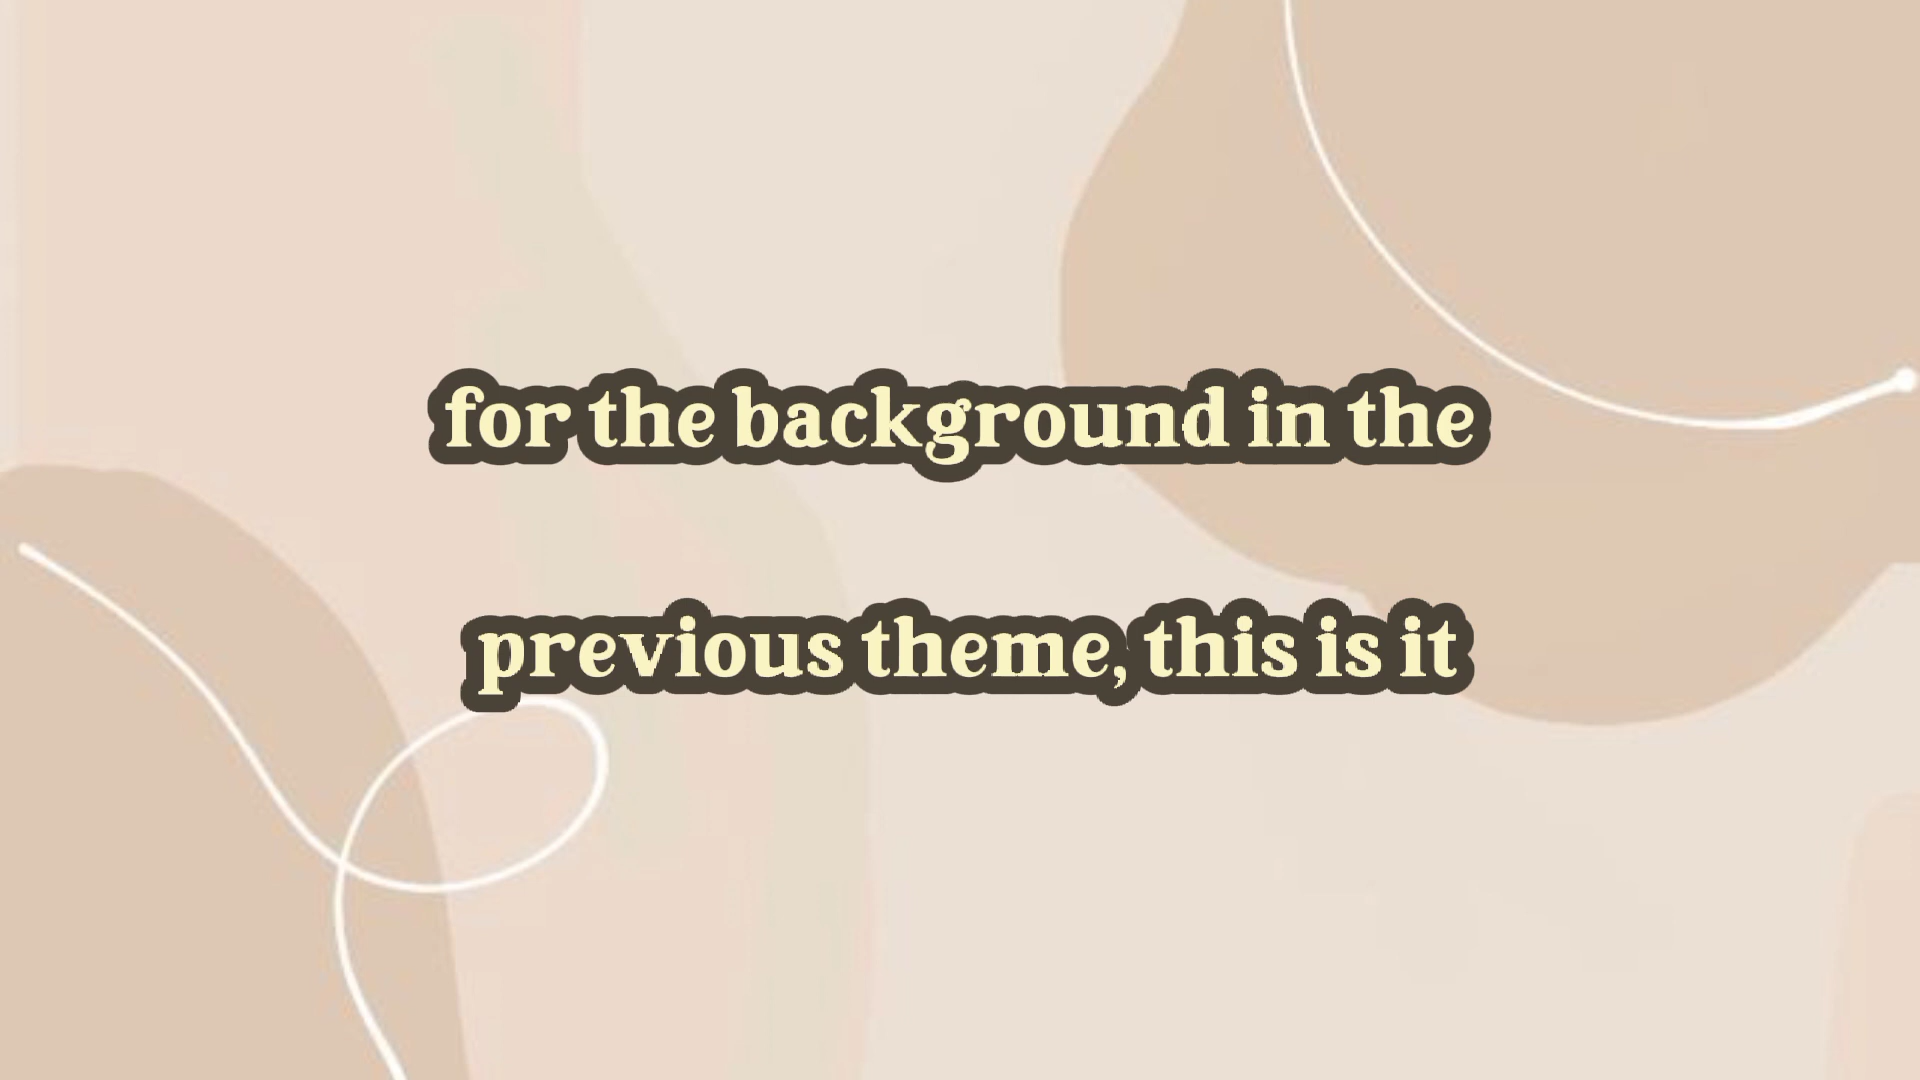 for the background in the
previous theme, this is it